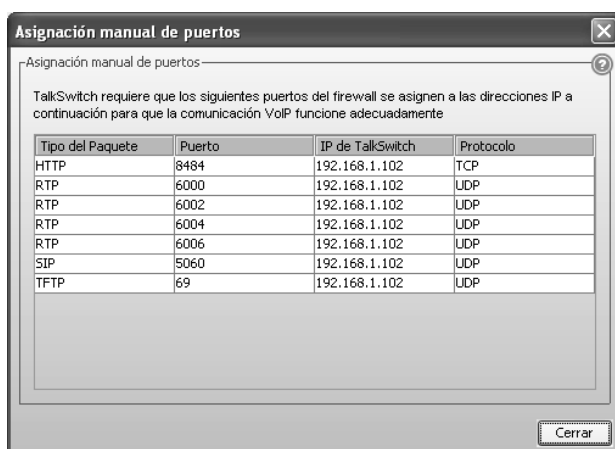 Asignación manual de puertos
Asignación manual de puertos
TalkSwitch requiere que los siguientes puertos del firewall se asignen a las direcciones IP a
continuación para que la comunicación VoIP funcione adecuadamente
Tipo del Paquete Puerto IP de TalkSwitch Protocolo
HTTP 8484 192.168.1.102 TCP
RTP 6000 192.168.1.102 UDP
RTP 6002 192.168.1.102 UDP
RTP 6004 192.168.1.102 UDP
RTP 6006 192.168.1.102 UDP
SIP 5060 192.168.1.102 UDP
TFTP 69 192.168.1.102 UDP
Cerrar